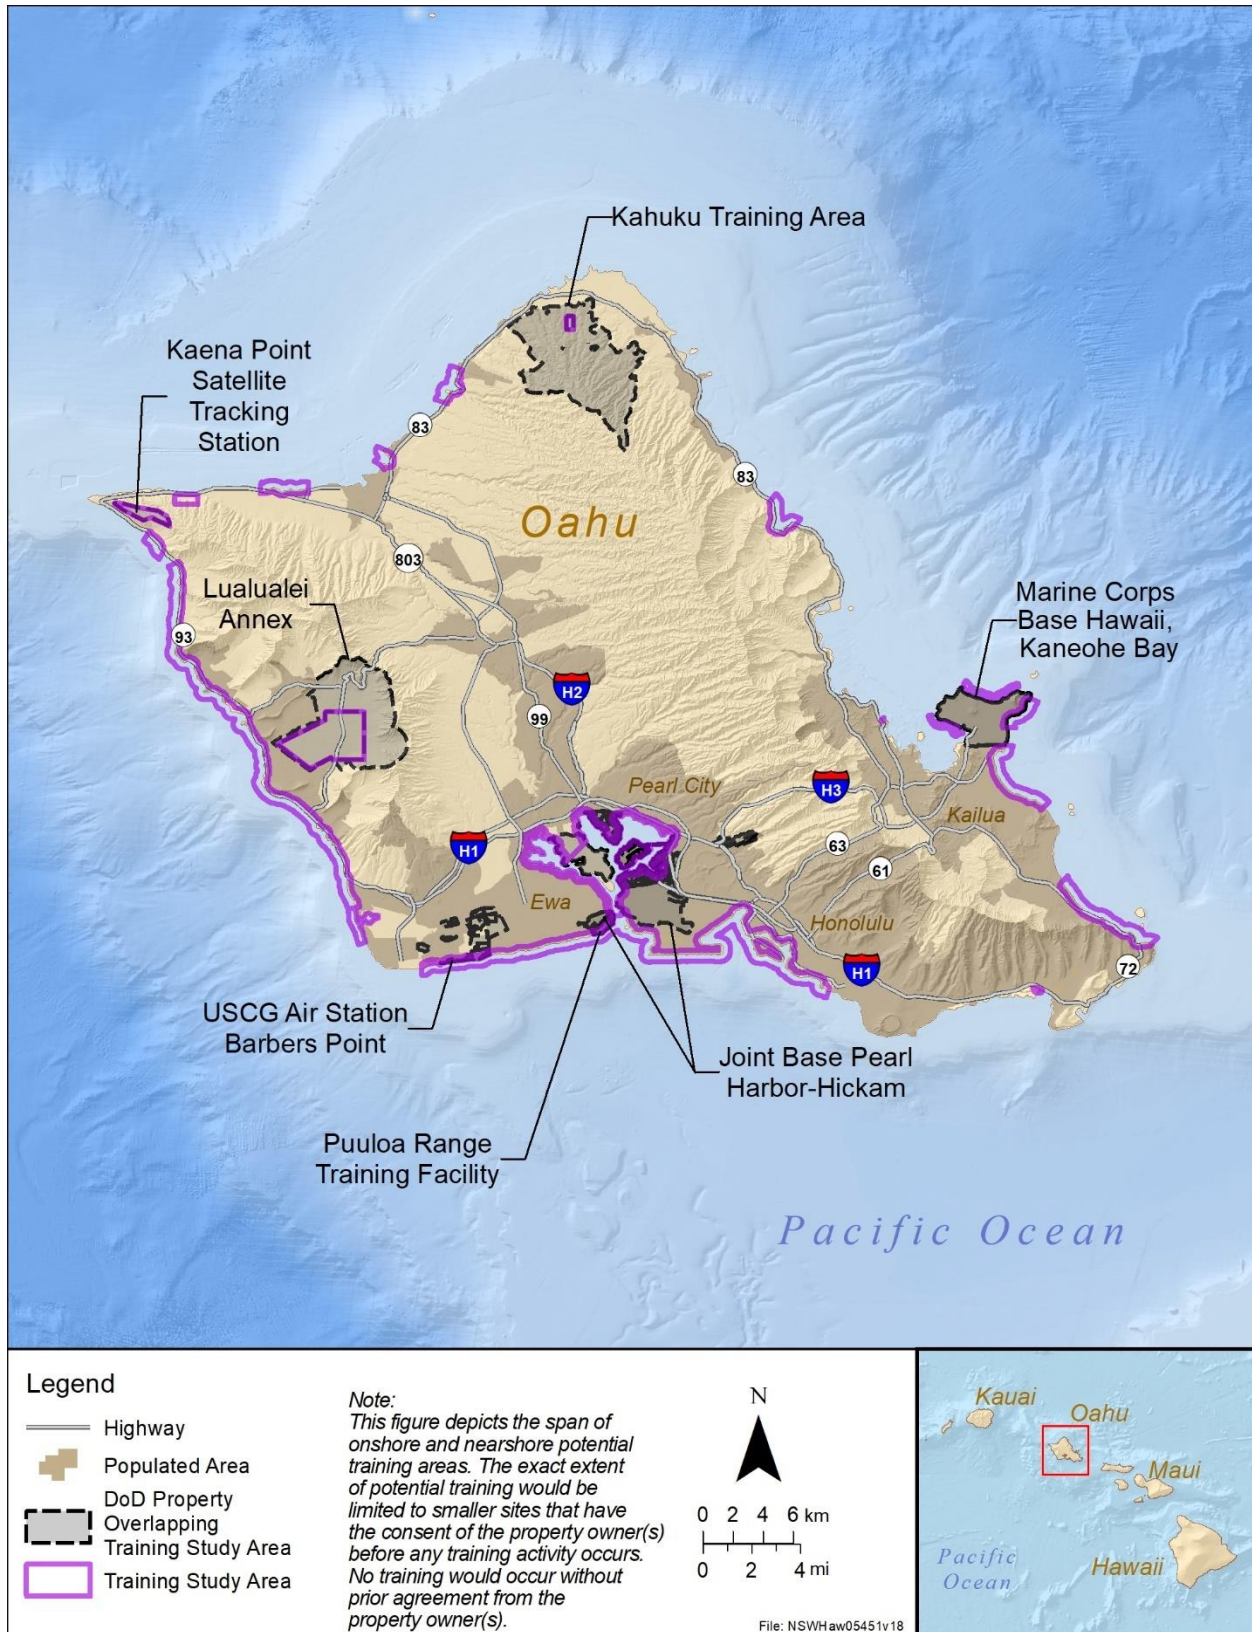 Kahuku Training Area
Kaena Point
Satellite
Tracking
Station
83
83
Oahu
803
Lualualei
Annex
93
Marine Corps
Base Hawaii,
Kaneohe Bay
H2
99
Pearl City
H3
Kailua
H1
63
61
Ewa
Honolulu
H1
72
USCG Air Station
Barbers Point
Joint Base Pearl
Harbor-Hickam
Puuloa Range
Training Facility
Pacific Ocean
Legend
Highway
Populated Area
DoD Property
Overlapping
Training Study Area
Training Study Area
Note:
This figure depicts the span of
onshore and nearshore potential
training areas. The exact extent
of potential training would be
limited to smaller sites that have
the consent of the property owner(s)
before any training activity occurs.
No training would occur without
prior agreement from the
property owner(s).
N
0 2 4 6 km
0 2 4 mi
File: NSWHaw05451v18
Kauai
Oahu
Maui
Hawaii
Pacific
Ocean